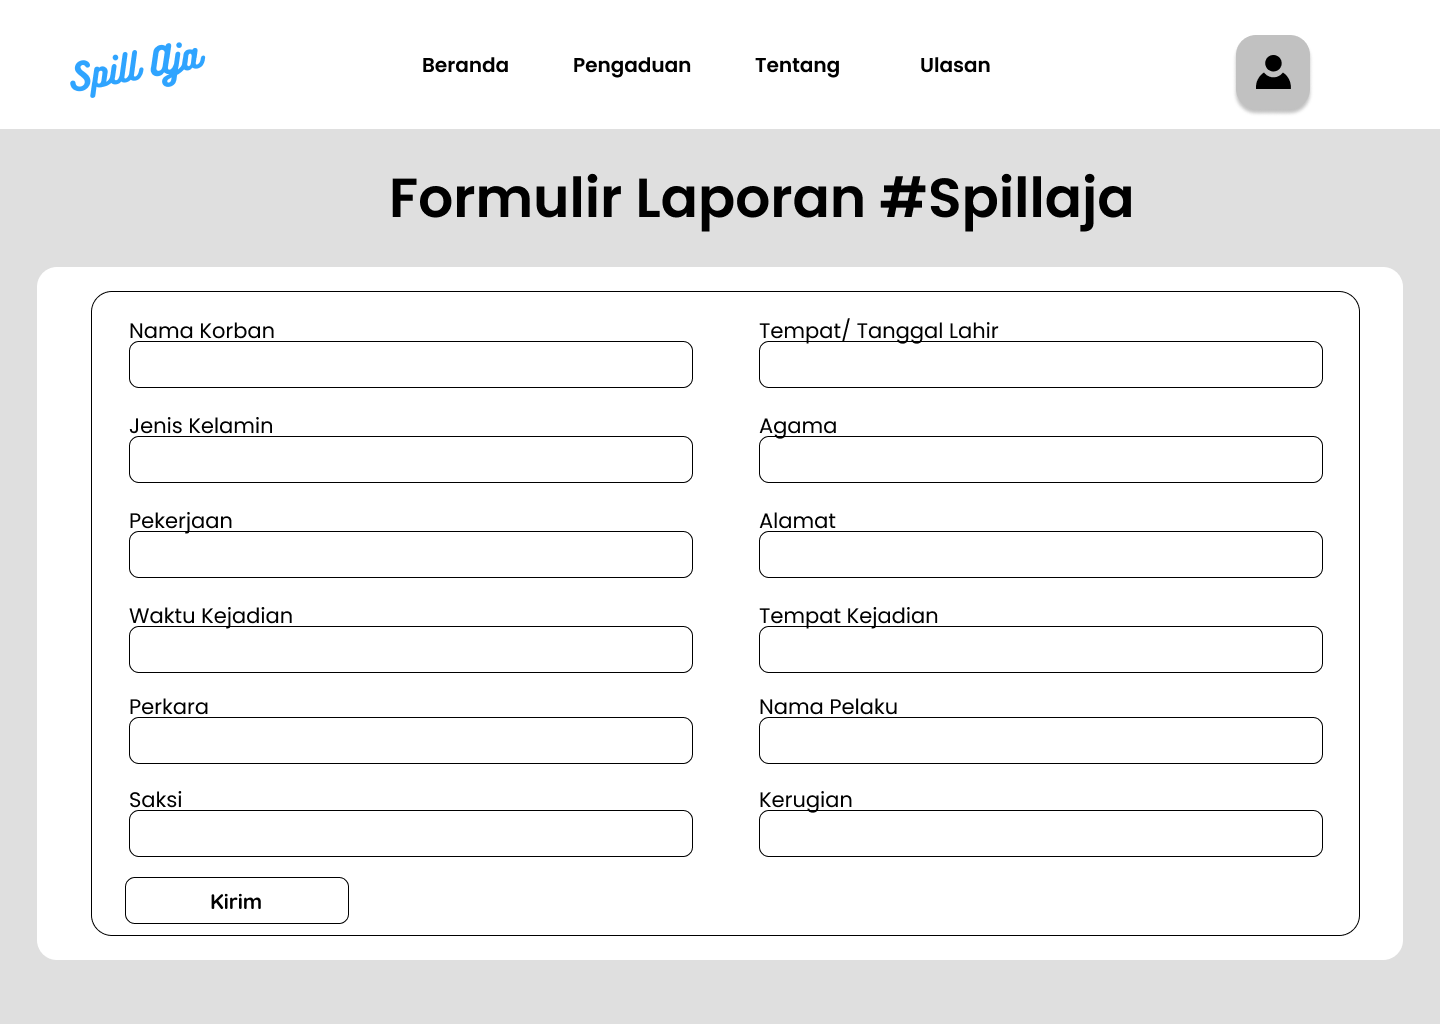 Spill Aja
Beranda Pengaduan Tentang Ulasan
Formulir Laporan #Spillaja
Nama Korban Tempat/ Tanggal Lahir
Jenis Kelamin Agama
Pekerjaan Alamat
Waktu Kejadian Tempat Kejadian
Perkara Nama Pelaku
Saksi Kerugian
Kirim